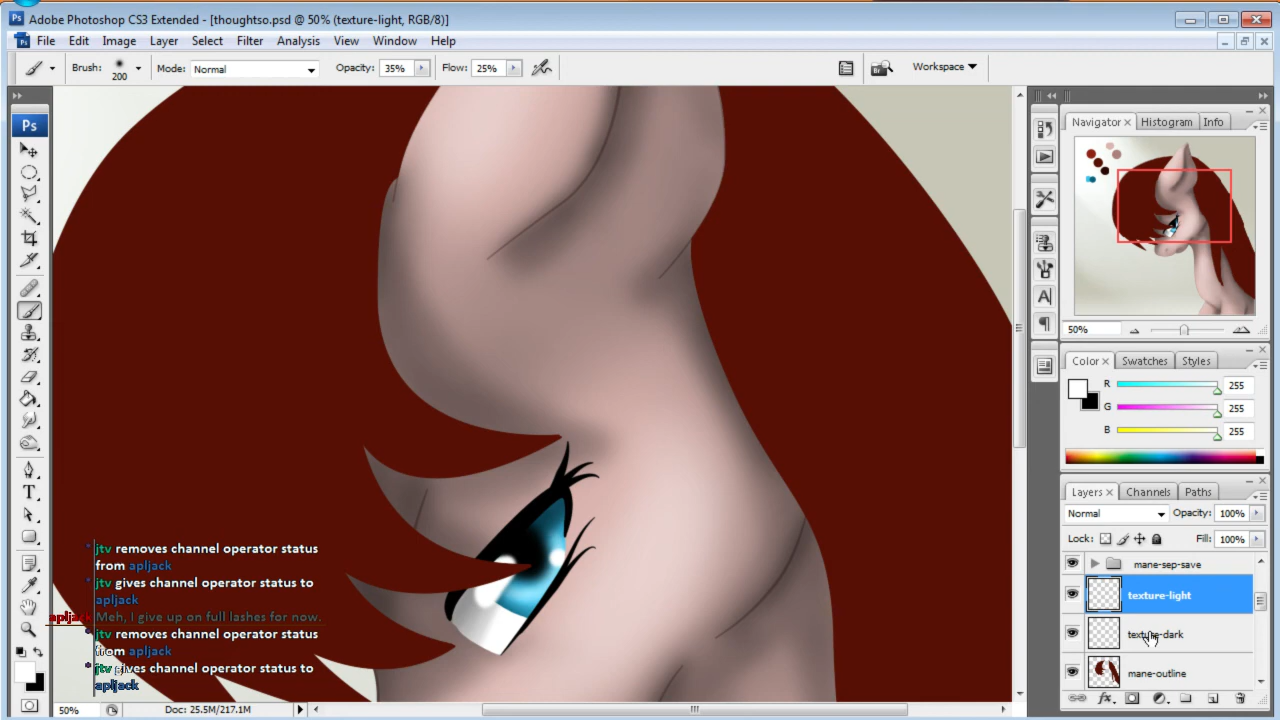 Adobe Photoshop CS3 Extended - [thoughtso.psd @ 50% (texture-light, RGB/8)]
File Edit Image Layer Select Filter Analysis View Window Help
Brush: 200 Mode: Normal Opacity: 35% Flow: 25% Workspace
Ps
Navigator × Histogram Info
50%
Color × Swatches Styles
R 255
G 255
B 255
Layers × Channels Paths
Normal Opacity: 100%
Lock: Fill: 100%
mane-sep-save
texture-light
texture-dark
mane-outline
* jtv removes channel operator status
from apljack
* jtv gives channel operator status to
apljack
apljack Meh, I give up on full lashes for now.
* jtv removes channel operator status
from apljack
* jtv gives channel operator status to
apljack
50% Doc: 25.5M/217.1M